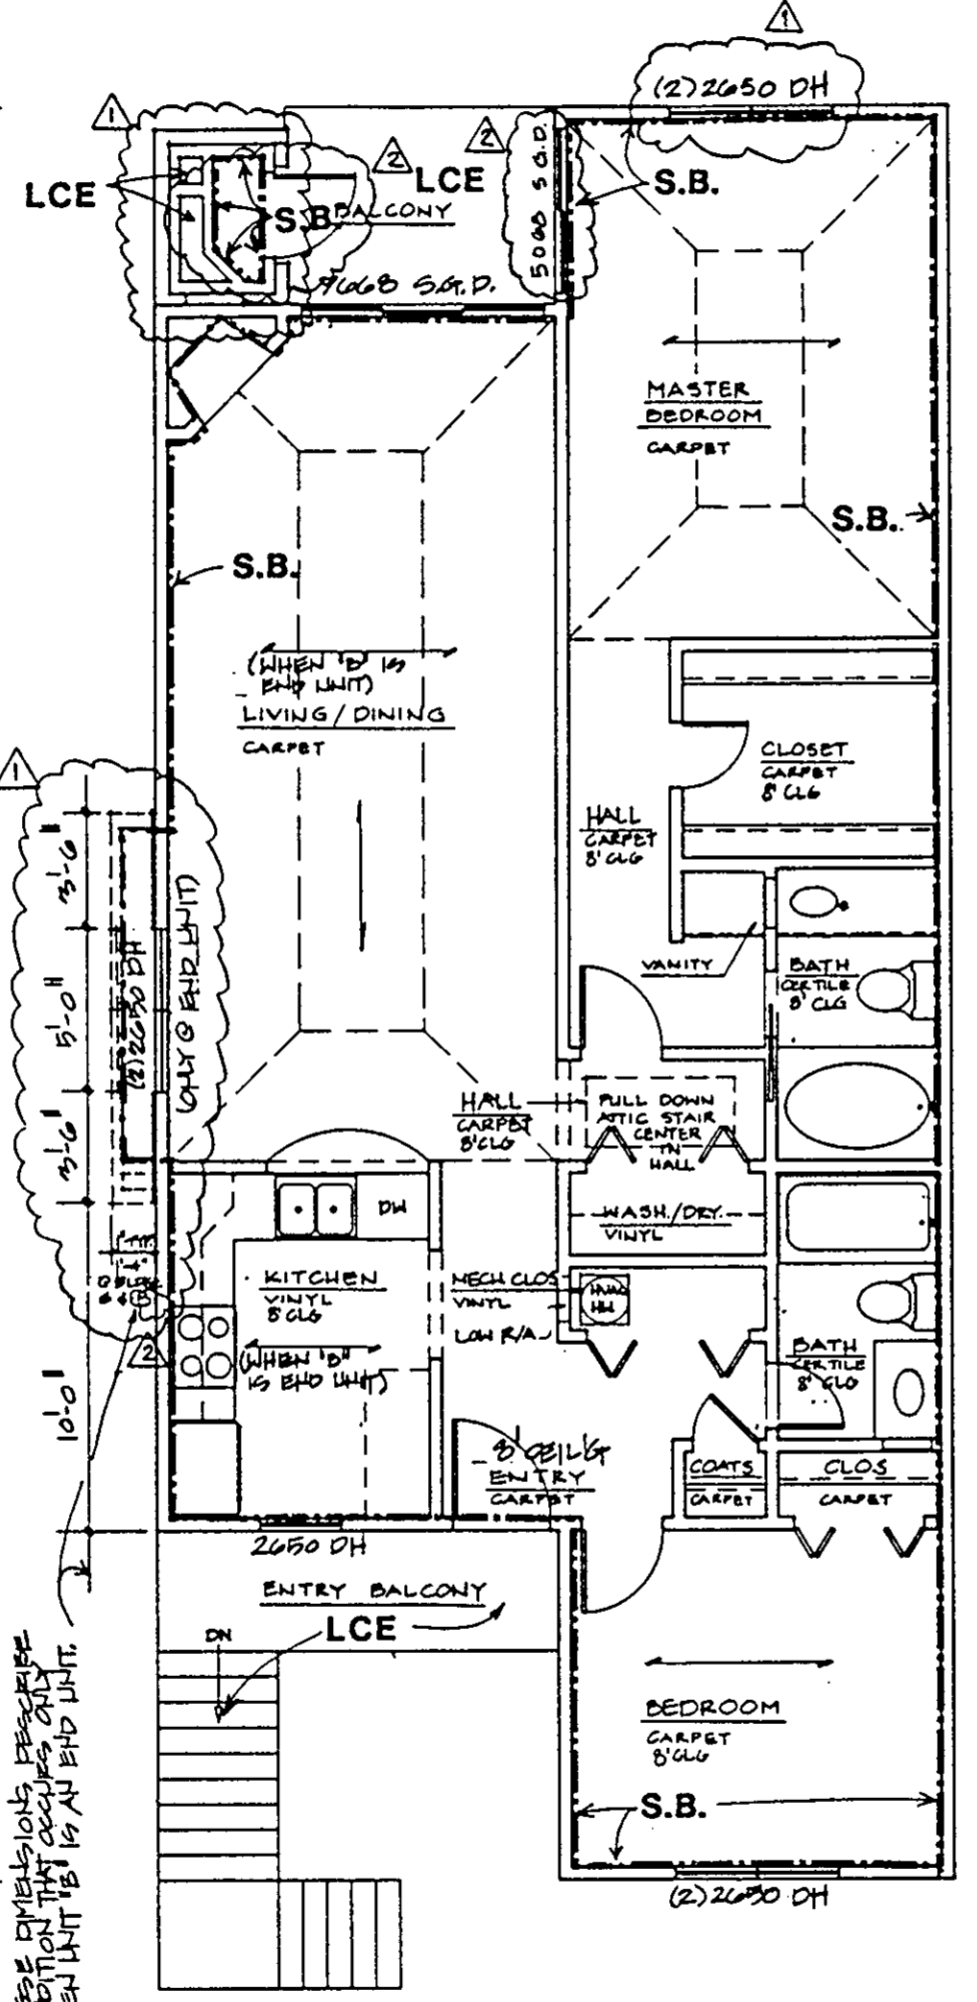 1
(2) 2650 DH
1
2
2
LCE
LCE
S.B.
S.B.
BALCONY
5068 S.G.D.
9668 S.G.D.
MASTER
BEDROOM
CARPET
S.B.
S.B.
(WHEN "B" IS
END UNIT)
LIVING / DINING
CARPET
CLOSET
CARPET
8' CLG
1
HALL
CARPET
8' CLG
3'-6"
(2) 2650 DH
(ONLY @ END UNIT)
5'-0"
3'-6"
VANITY
BATH
CER TILE
8' CLG
HALL
CARPET
8' CLG
PULL DOWN
ATTIC STAIR
CENTER
IN
HALL
DW
WASH./DRY.
VINYL
KITCHEN
VINYL
8' CLG
MECH CLOS
VINYL
HVAC
HH
LOW R/A
2
(WHEN "B"
IS END UNIT)
BATH
CER TILE
8' CLG
10'-0"
8' CEIL'G
ENTRY
CARPET
COATS
CARPET
CLOS
CARPET
2650 DH
ENTRY BALCONY
LCE
DN
BEDROOM
CARPET
8' CLG
S.B.
(2) 2650 DH
DIMENSIONS DESCRIBE
THAT OCCURS ONLY
UNIT "B" IS AN END UNIT.